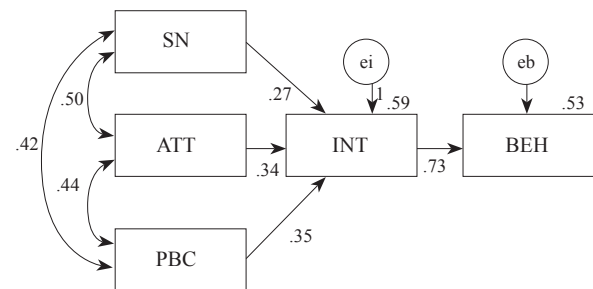 SN
ei
eb
.50
.27
1
.59
.53
.42
ATT
INT
BEH
.34
.73
.44
.35
PBC